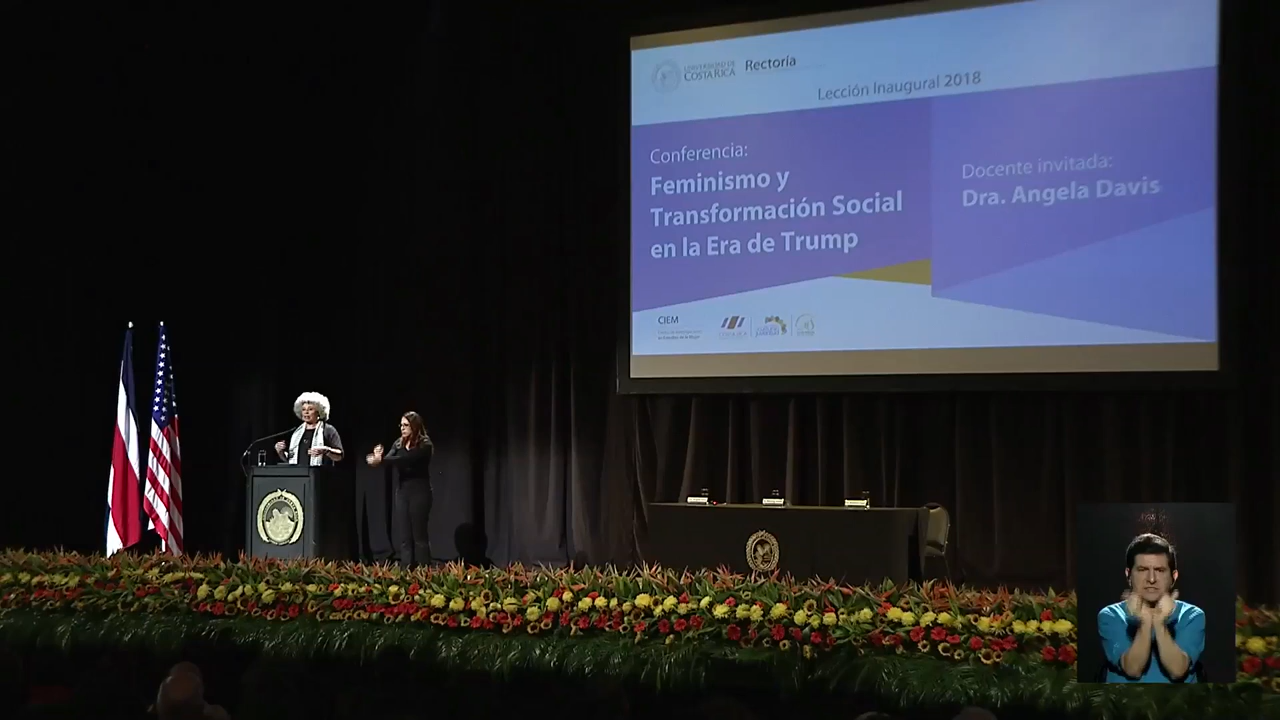 UNIVERSIDAD DE
COSTA RICA
Rectoría
Lección Inaugural 2018
Conferencia:
Feminismo y
Transformación Social
en la Era de Trump
Docente invitada:
Dra. Angela Davis
CIEM